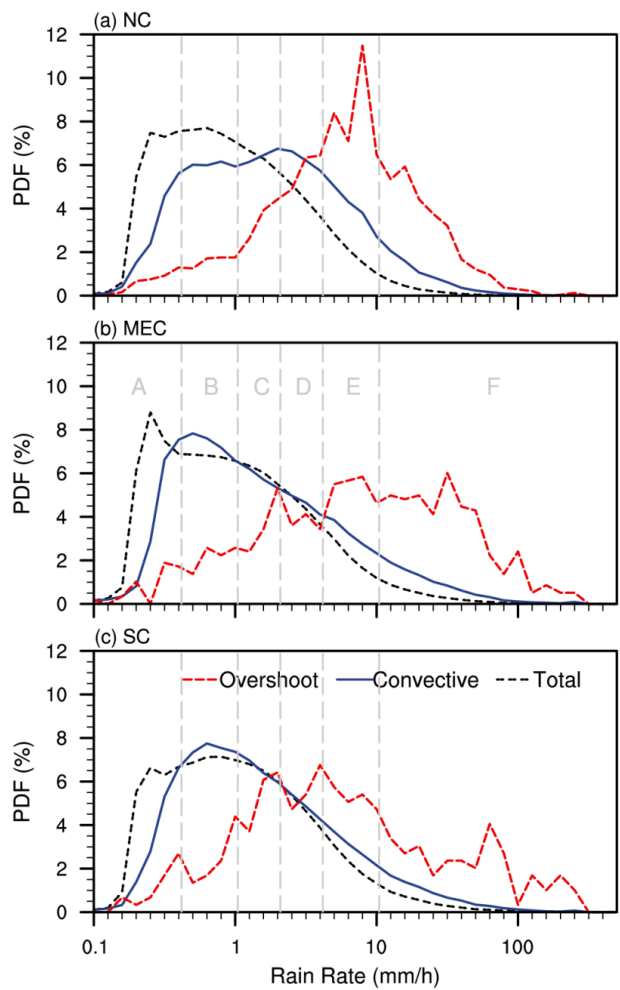 (a) NC
12
10
8
6
4
2
0
PDF (%)
(b) MEC
A B C D E F
12
10
8
6
4
2
0
PDF (%)
(c) SC
Overshoot Convective Total
12
10
8
6
4
2
0
PDF (%)
0.1 1 10 100
Rain Rate (mm/h)